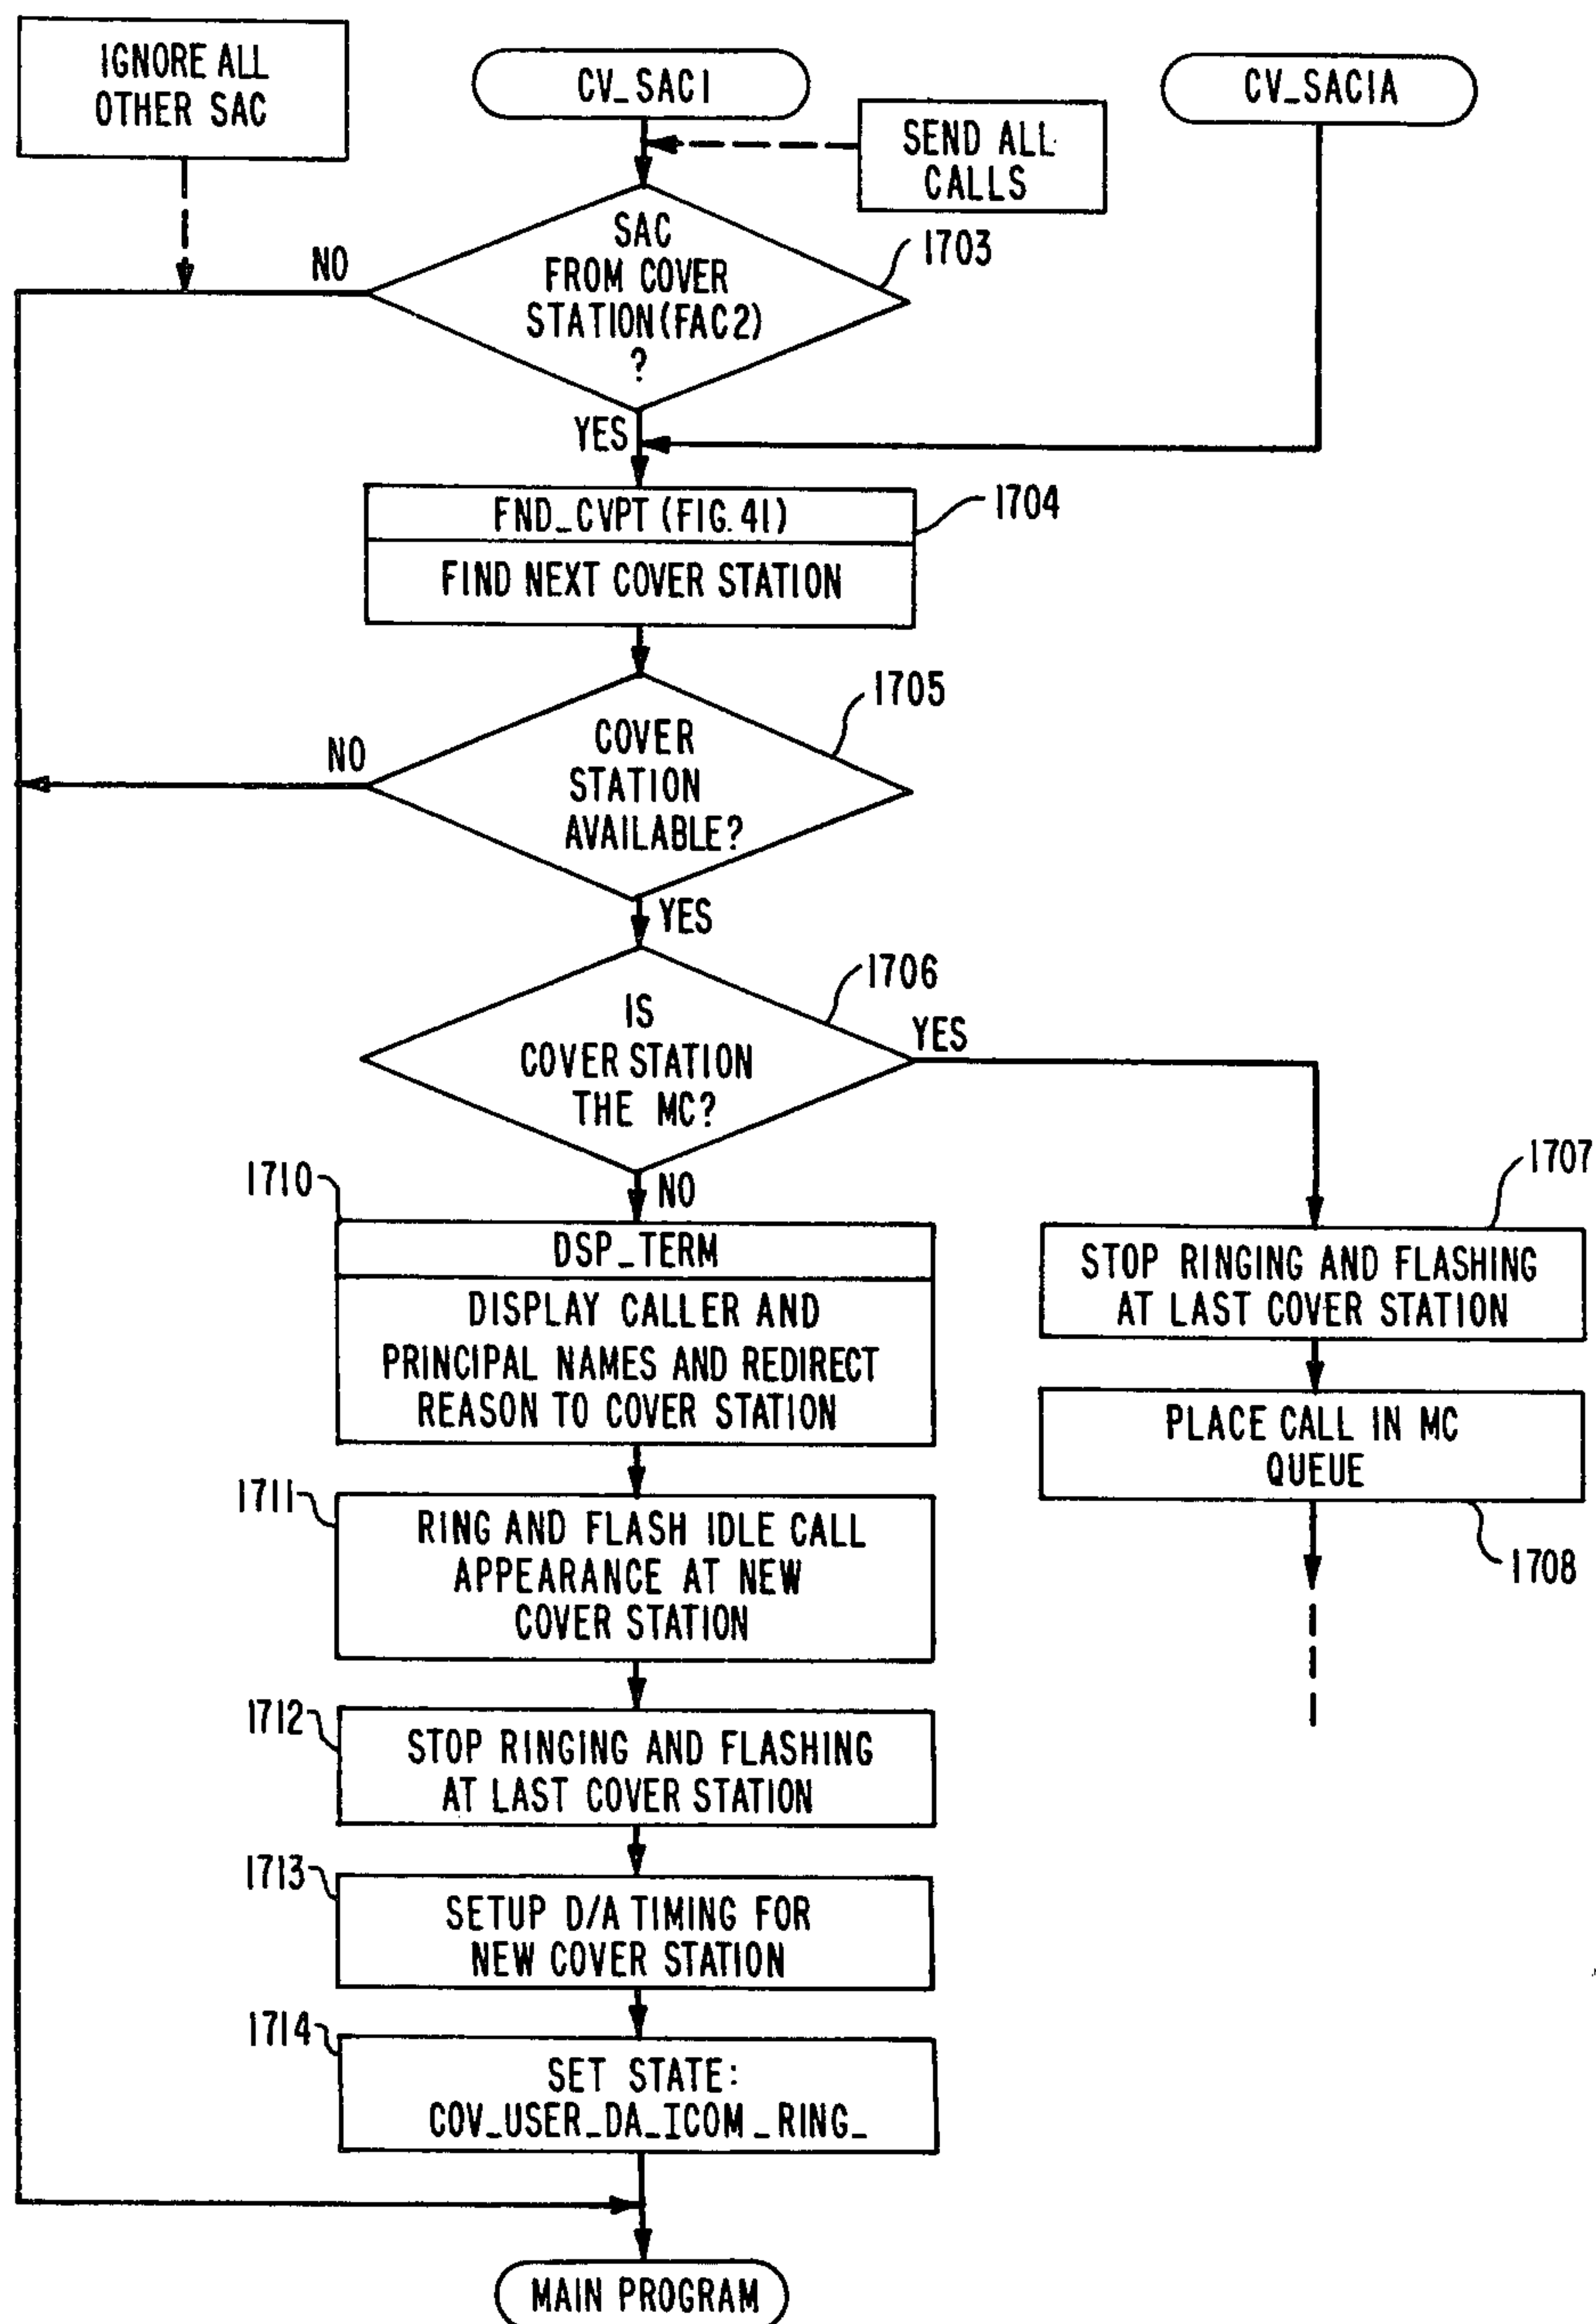 IGNORE ALL
OTHER SAC
CV_SAC1
CV_SAC1A
SEND ALL
CALLS
SAC
FROM COVER
STATION(FAC2)
?
1703
NO
YES
FND_CVPT (FIG. 41)
FIND NEXT COVER STATION
1704
COVER
STATION
AVAILABLE?
1705
NO
YES
IS
COVER STATION
THE MC?
1706
YES
NO
1710
DSP_TERM
DISPLAY CALLER AND
PRINCIPAL NAMES AND REDIRECT
REASON TO COVER STATION
1707
STOP RINGING AND FLASHING
AT LAST COVER STATION
PLACE CALL IN MC
QUEUE
1708
1711
RING AND FLASH IDLE CALL
APPEARANCE AT NEW
COVER STATION
1712
STOP RINGING AND FLASHING
AT LAST COVER STATION
1713
SETUP D/A TIMING FOR
NEW COVER STATION
1714
SET STATE:
COV_USER_DA_ICOM_RING_
MAIN PROGRAM